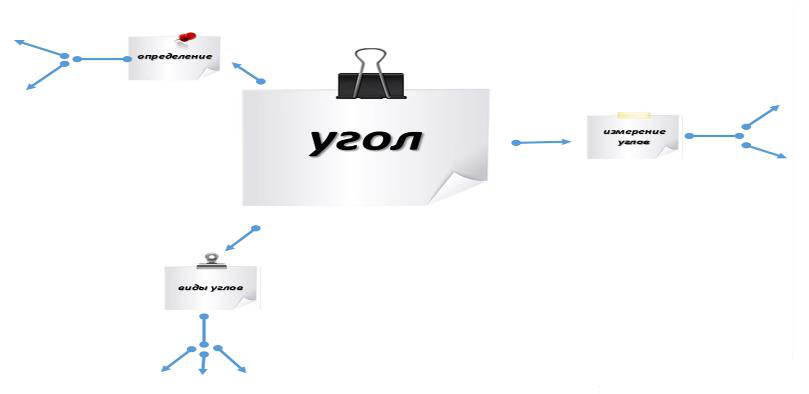 определение
угол
измерение
углов
виды углов